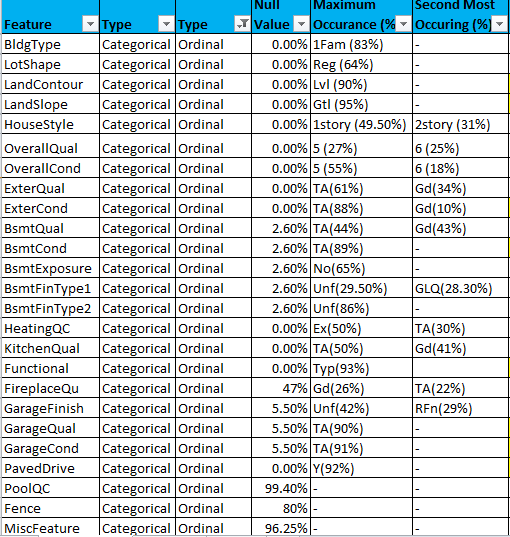 Feature Type Type Null Value Maximum Occurance (% Second Most Occuring (%)
BldgType Categorical Ordinal 0.00% 1Fam (83%) -
LotShape Categorical Ordinal 0.00% Reg (64%) -
LandContour Categorical Ordinal 0.00% Lvl (90%) -
LandSlope Categorical Ordinal 0.00% Gtl (95%) -
HouseStyle Categorical Ordinal 0.00% 1story (49.50%) 2story (31%)
OverallQual Categorical Ordinal 0.00% 5 (27%) 6 (25%)
OverallCond Categorical Ordinal 0.00% 5 (55%) 6 (18%)
ExterQual Categorical Ordinal 0.00% TA(61%) Gd(34%)
ExterCond Categorical Ordinal 0.00% TA(88%) Gd(10%)
BsmtQual Categorical Ordinal 2.60% TA(44%) Gd(43%)
BsmtCond Categorical Ordinal 2.60% TA(89%) -
BsmtExposure Categorical Ordinal 2.60% No(65%) -
BsmtFinType1 Categorical Ordinal 2.60% Unf(29.50%) GLQ(28.30%)
BsmtFinType2 Categorical Ordinal 2.60% Unf(86%) -
HeatingQC Categorical Ordinal 0.00% Ex(50%) TA(30%)
KitchenQual Categorical Ordinal 0.00% TA(50%) Gd(41%)
Functional Categorical Ordinal 0.00% Typ(93%)
FireplaceQu Categorical Ordinal 47% Gd(26%) TA(22%)
GarageFinish Categorical Ordinal 5.50% Unf(42%) RFn(29%)
GarageQual Categorical Ordinal 5.50% TA(90%) -
GarageCond Categorical Ordinal 5.50% TA(91%) -
PavedDrive Categorical Ordinal 0.00% Y(92%) -
PoolQC Categorical Ordinal 99.40% - -
Fence Categorical Ordinal 80% - -
MiscFeature Categorical Ordinal 96.25% - -